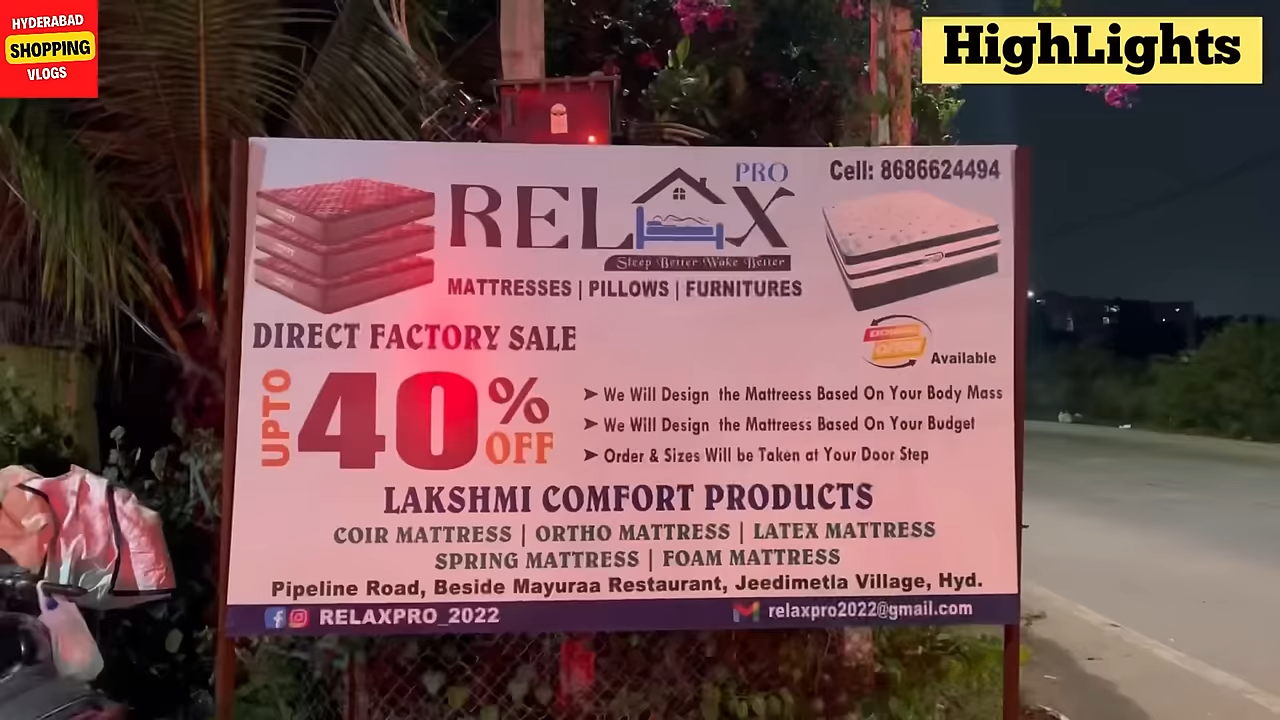 HYDERABAD
SHOPPING
VLOGS
HighLights
PRO
RELAX
Sleep Better Wake Better
Cell: 8686624494
MATTRESSES | PILLOWS | FURNITURES
DIRECT FACTORY SALE
UPTO 40% OFF
Available
➤ We Will Design the Mattreess Based On Your Body Mass
➤ We Will Design the Mattreess Based On Your Budget
➤ Order & Sizes Will be Taken at Your Door Step
LAKSHMI COMFORT PRODUCTS
COIR MATTRESS | ORTHO MATTRESS | LATEX MATTRESS
SPRING MATTRESS | FOAM MATTRESS
Pipeline Road, Beside Mayuraa Restaurant, Jeedimetla Village, Hyd.
RELAXPRO_2022
relaxpro2022@gmail.com